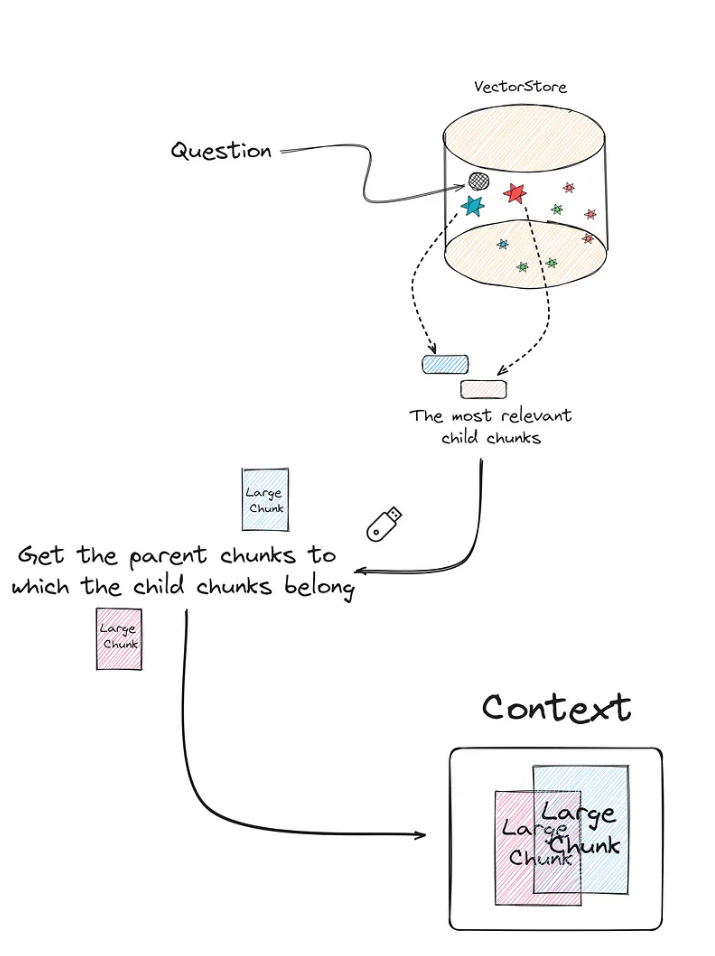 VectorStore
Question
The most relevant
child chunks
Large
Chunk
Get the parent chunks to
which the child chunks belong
Large
Chunk
Context
Large
Chunk
Large
Chunk